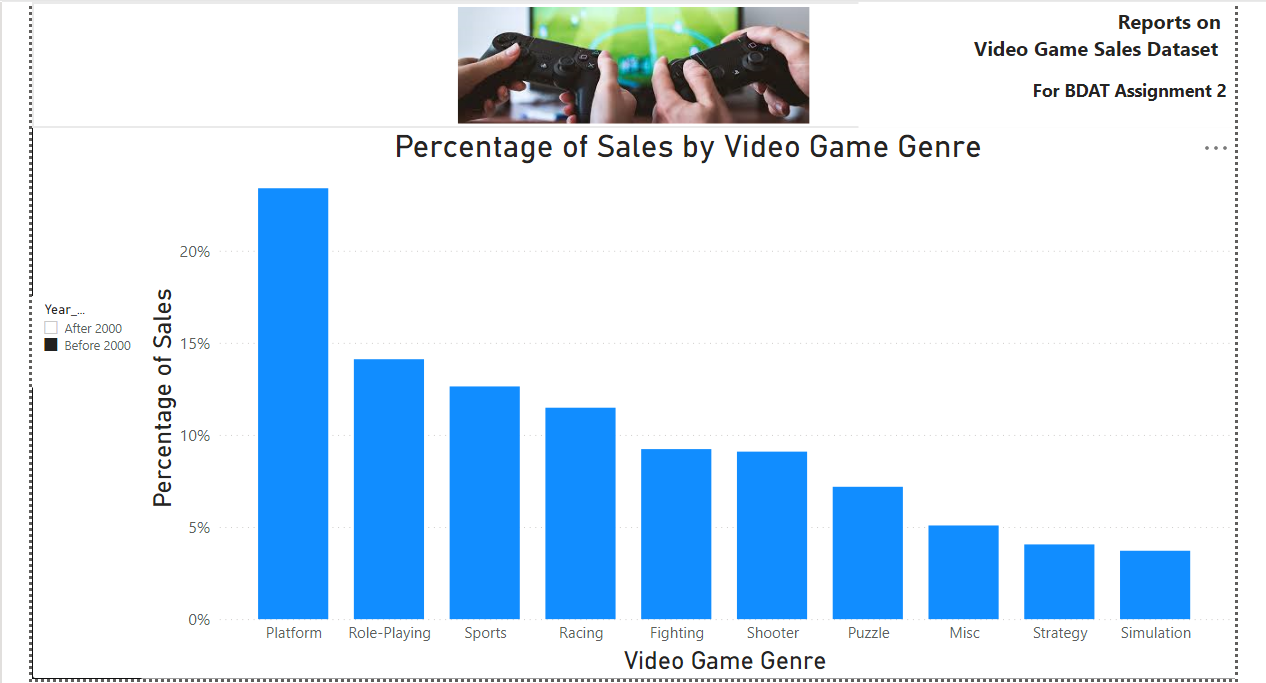 Reports on
Video Game Sales Dataset
For BDAT Assignment 2
Percentage of Sales by Video Game Genre
Year_...
After 2000
Before 2000
Percentage of Sales
20%
15%
10%
5%
0%
Platform Role-Playing Sports Racing Fighting Shooter Puzzle Misc Strategy Simulation
Video Game Genre